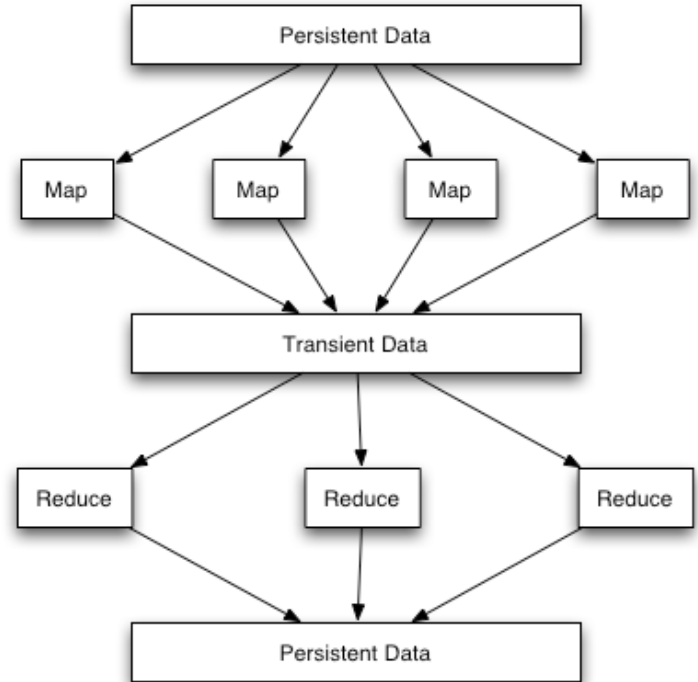 Persistent Data
Map Map Map Map
Transient Data
Reduce Reduce Reduce
Persistent Data